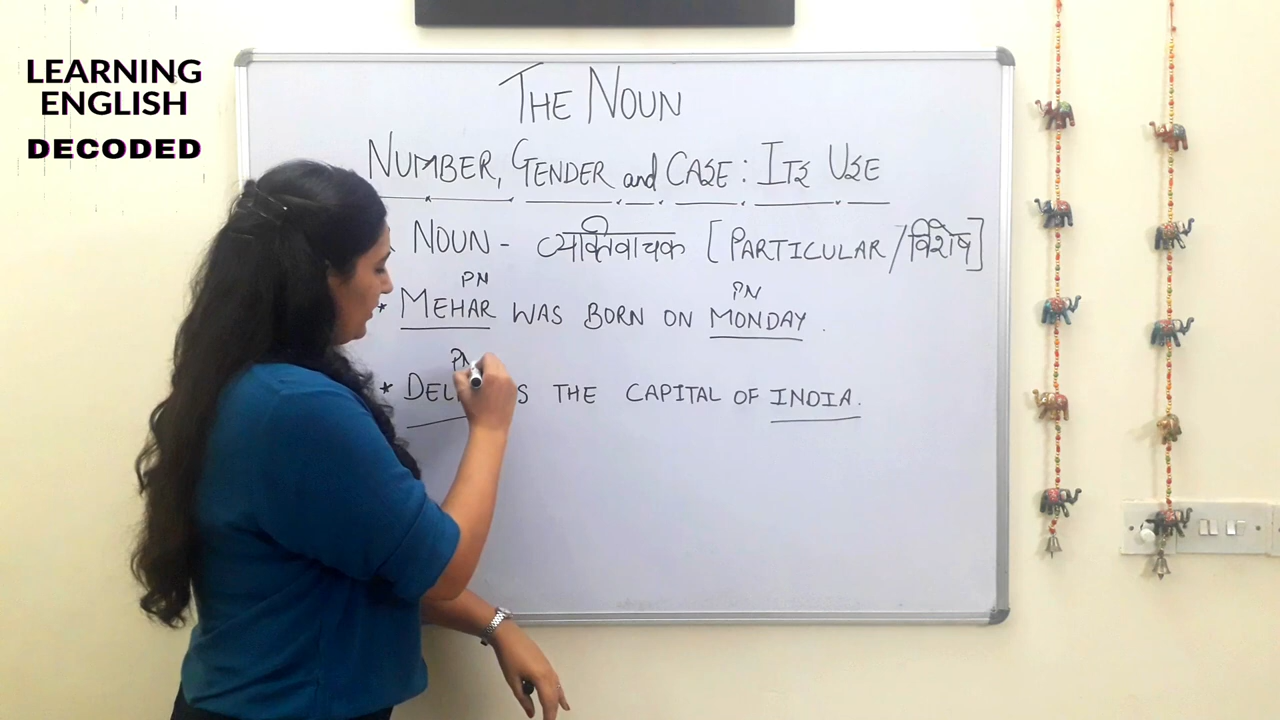 LEARNING
ENGLISH
DECODED
THE NOUN
NUMBER, GENDER and CASE : ITS USE
NOUN - व्यक्तिवाचक [PARTICULAR/विशेष]
PN PN
* MEHAR WAS BORN ON MONDAY.
PN
* THE CAPITAL OF INDIA.